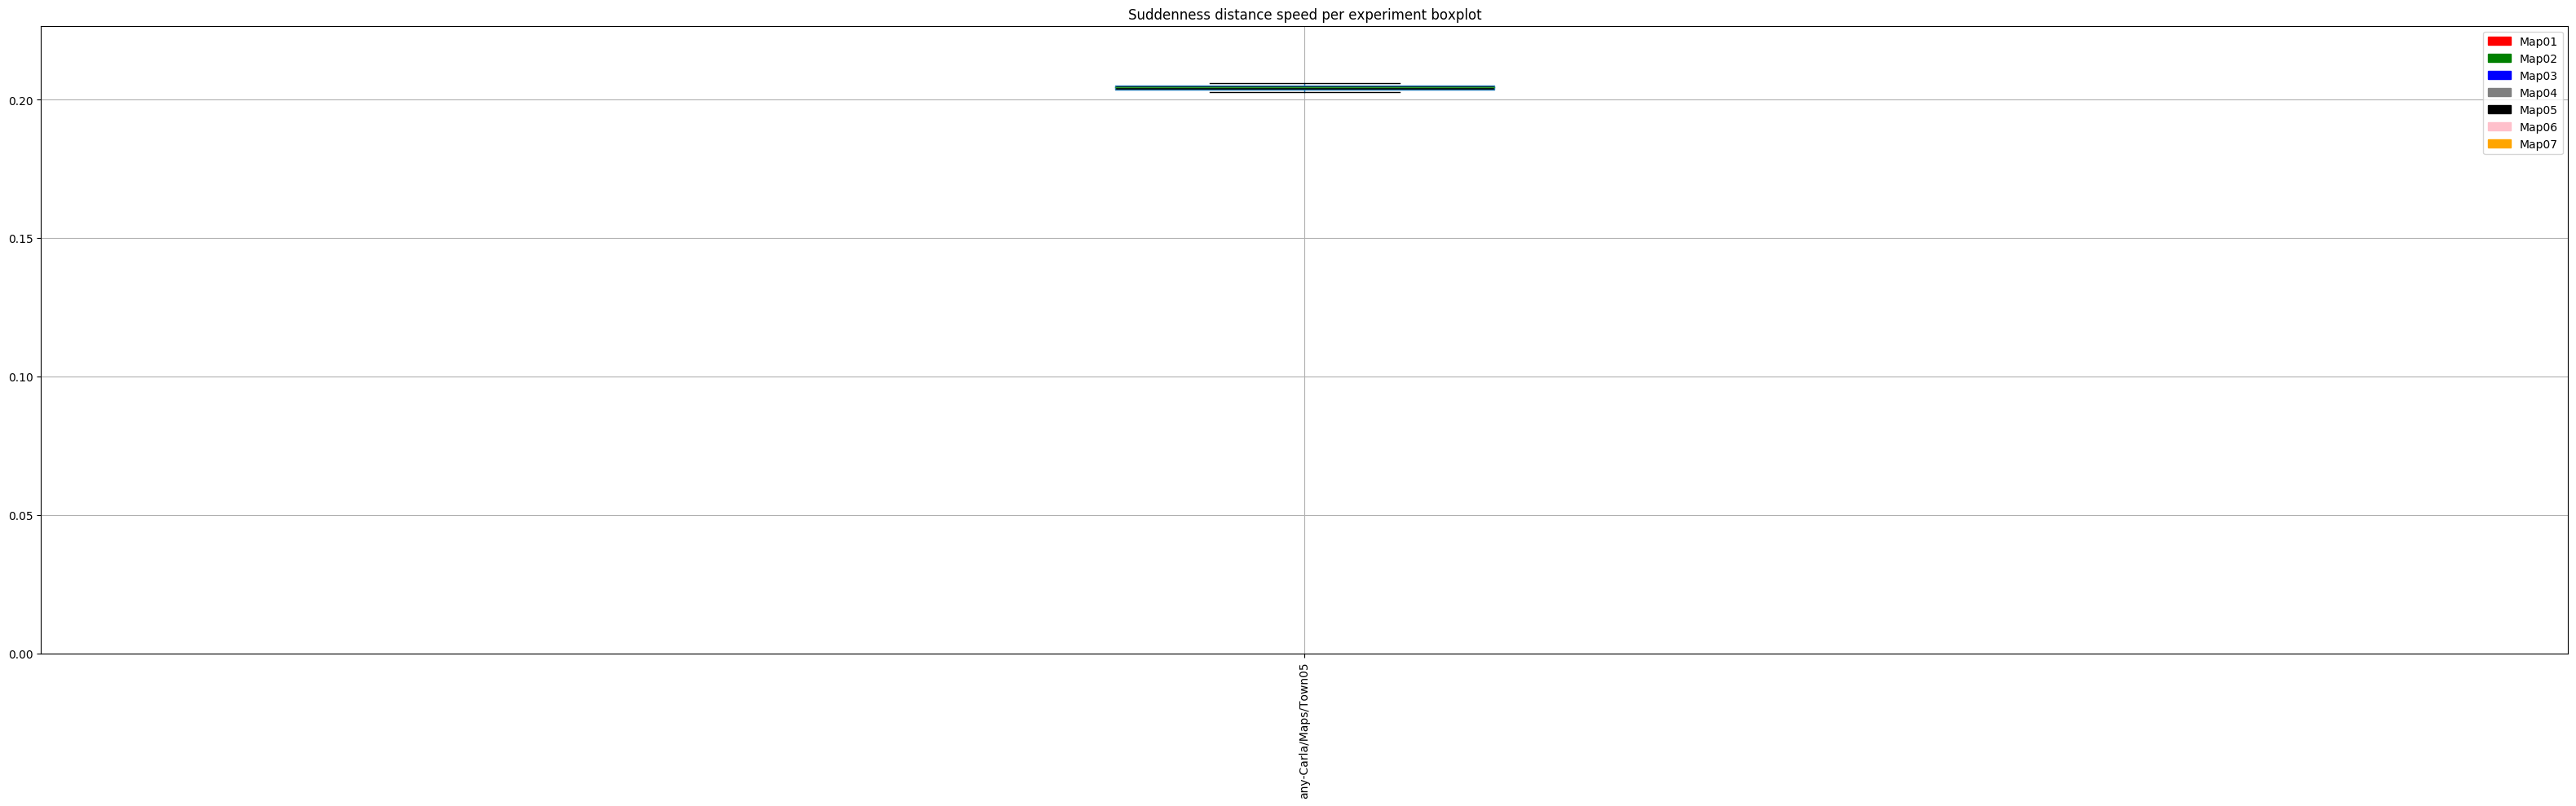 Suddenness distance speed per experiment boxplot
Map01
Map02
Map03
Map04
Map05
Map06
Map07
0.20
0.15
0.10
0.05
0.00
any-Carla/Maps/Town05